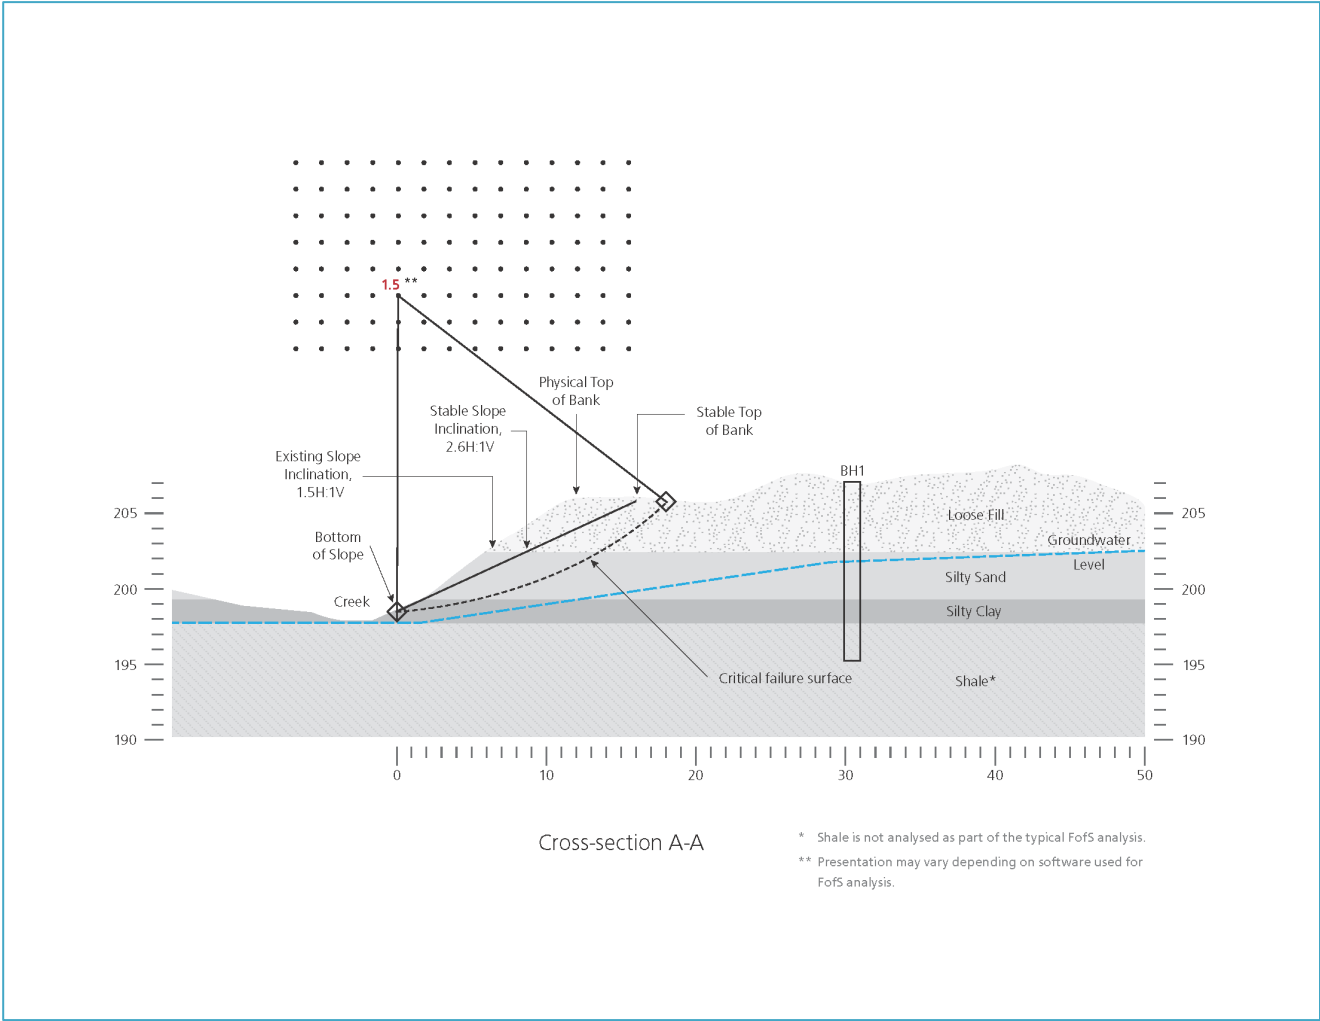 1.5 **
Physical Top
of Bank
Stable Slope
Inclination,
2.6H:1V
Stable Top
of Bank
Existing Slope
Inclination,
1.5H:1V
BH1
205
205
Loose Fill
Bottom
of Slope
Groundwater
Level
200
200
Silty Sand
Creek
Silty Clay
195
195
Critical failure surface
Shale*
190
190
0
10
20
30
40
50
Cross-section A-A
* Shale is not analysed as part of the typical FofS analysis.
** Presentation may vary depending on software used for
FofS analysis.